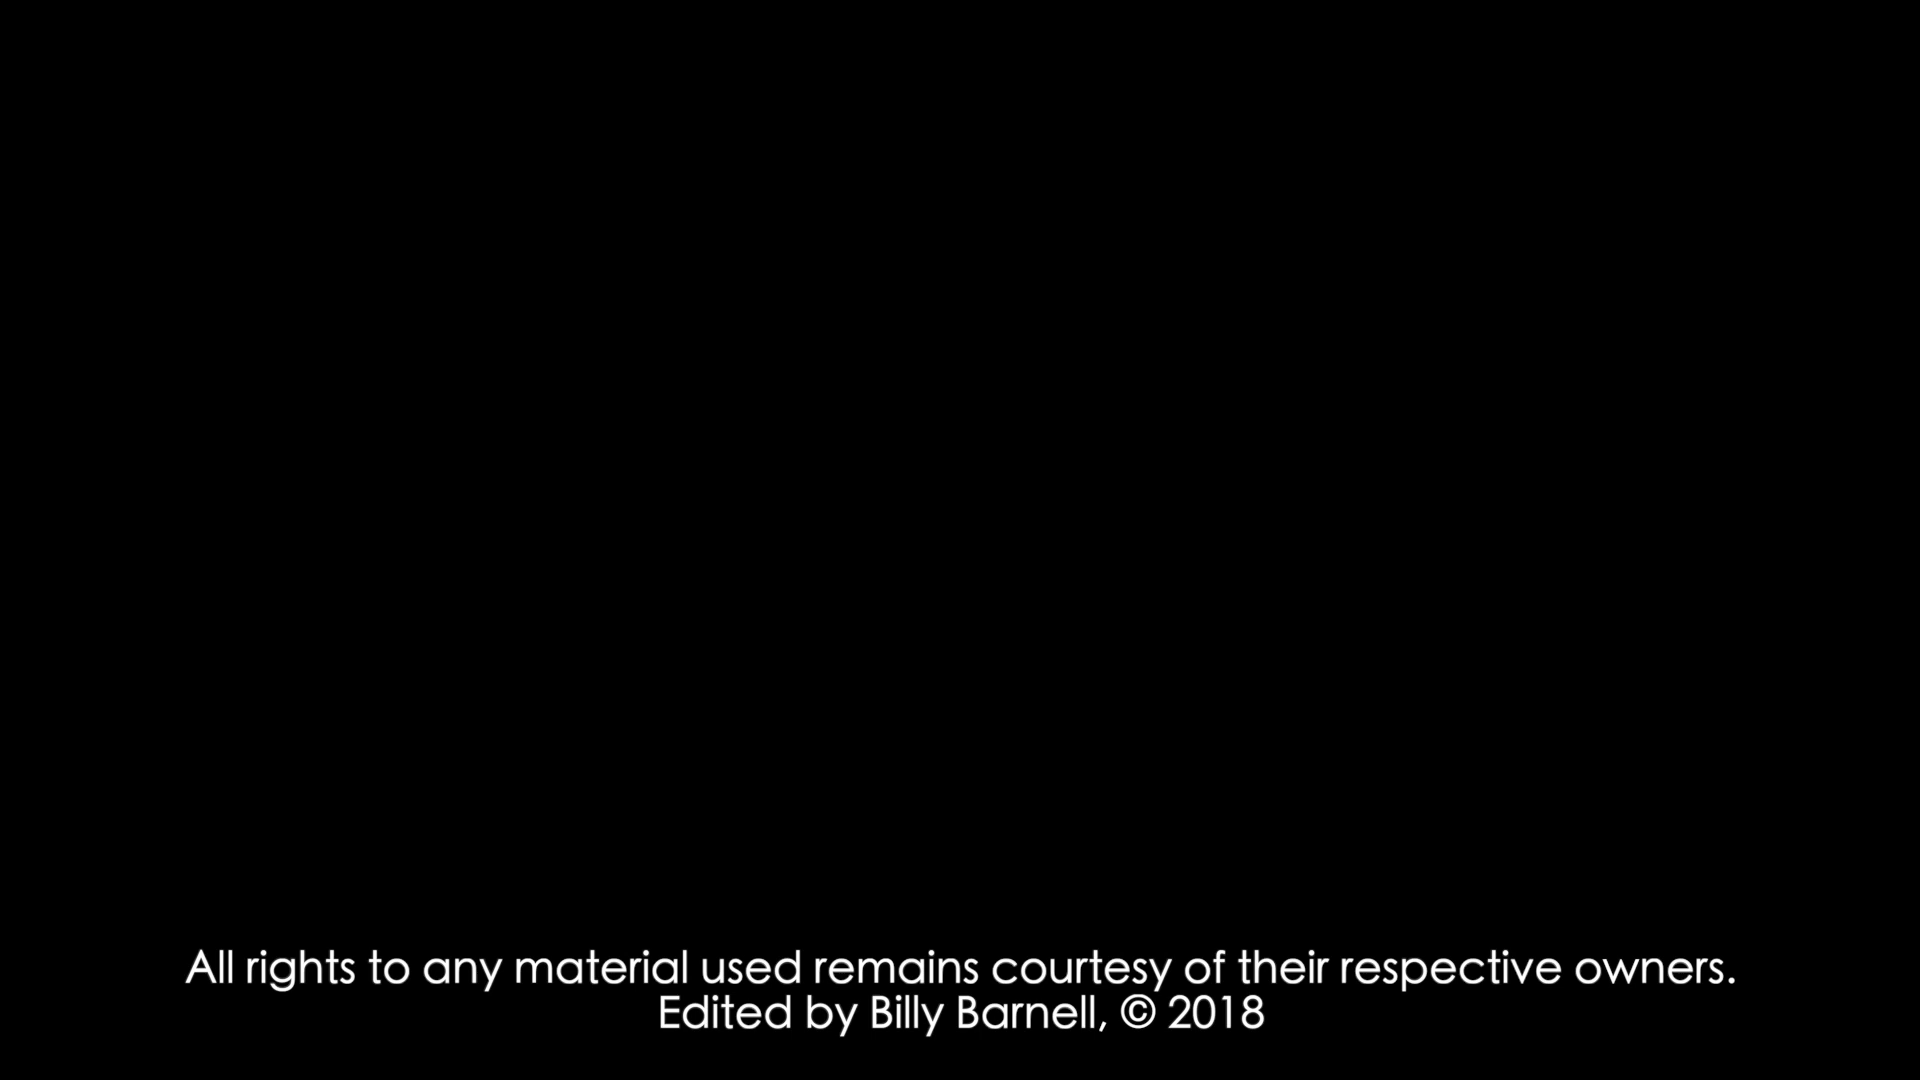 All rights to any material used remains courtesy of their respective owners.
Edited by Billy Barnell, © 2018